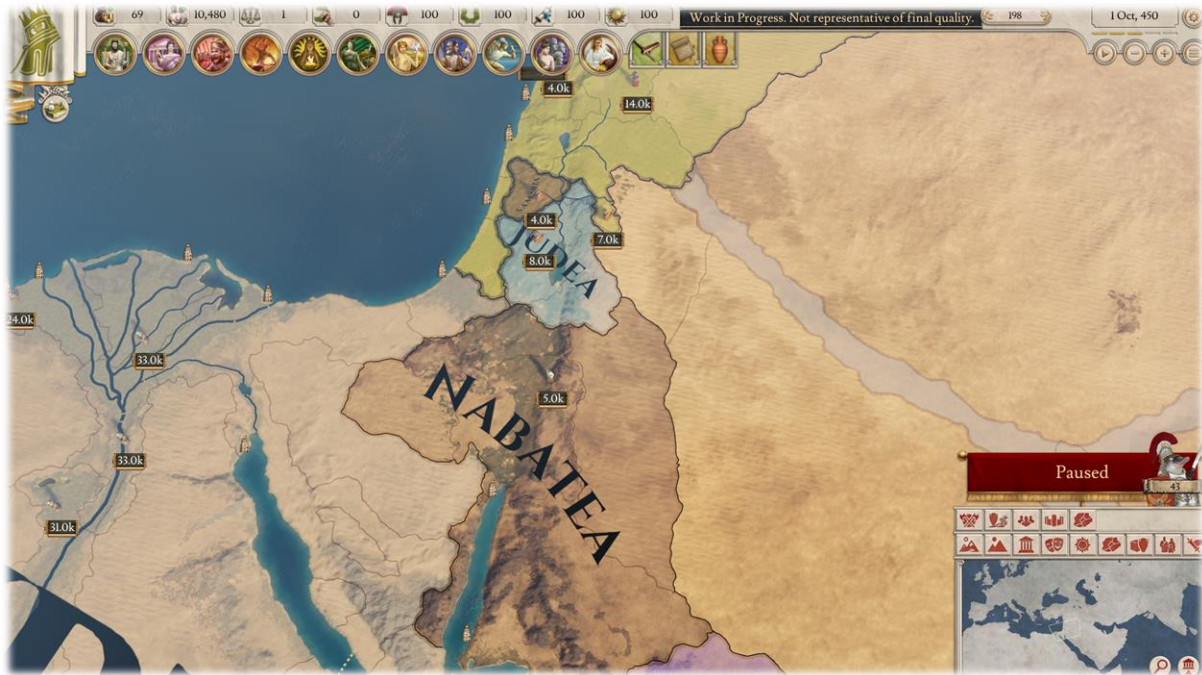 69 10,480 1 0 100 100 100 100 Work in Progress. Not representative of final quality. 198 1 Oct, 450
4.0k
14.0k
4.0k
7.0k
JUDEA
8.0k
24.0k
33.0k
NABATEA
5.0k
33.0k
Paused
43
31.0k